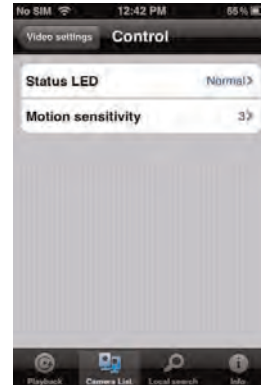 No SIM 12:42 PM 66%
Video settings Control
Status LED Normal>
Motion sensitivity 3>
Playback Camera List Local search Info